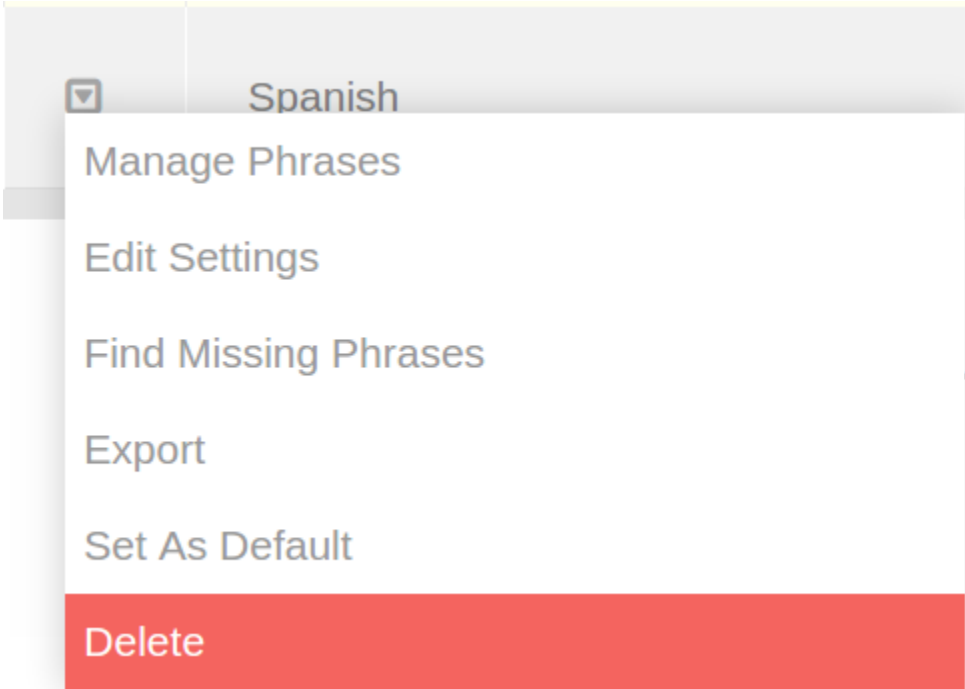 Spanish
Manage Phrases
Edit Settings
Find Missing Phrases
Export
Set As Default
Delete